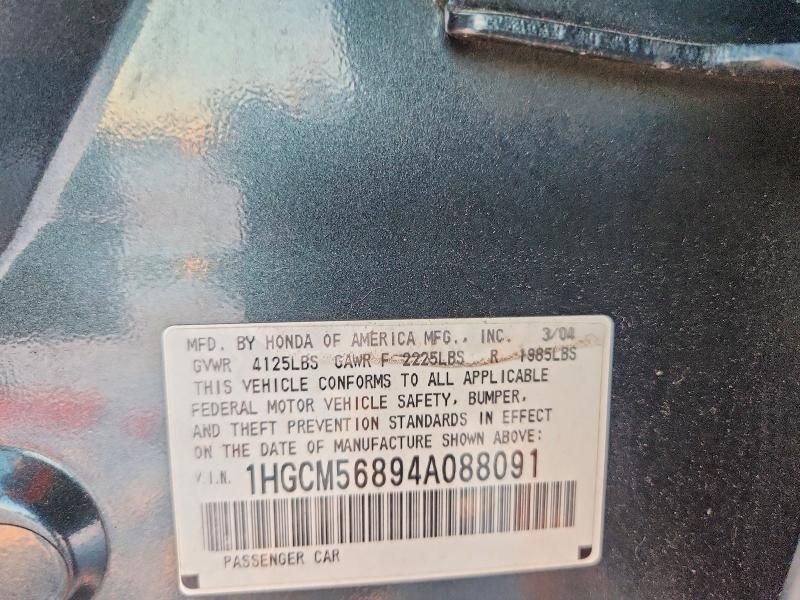 MFD. BY HONDA OF AMERICA MFG., INC. 3/04
GVWR 4125LBS GAWR F 2225LBS R 1985LBS
THIS VEHICLE CONFORMS TO ALL APPLICABLE
FEDERAL MOTOR VEHICLE SAFETY, BUMPER,
AND THEFT PREVENTION STANDARDS IN EFFECT
ON THE DATE OF MANUFACTURE SHOWN ABOVE:
V.I.N. 1HGCM56894A088091
PASSENGER CAR